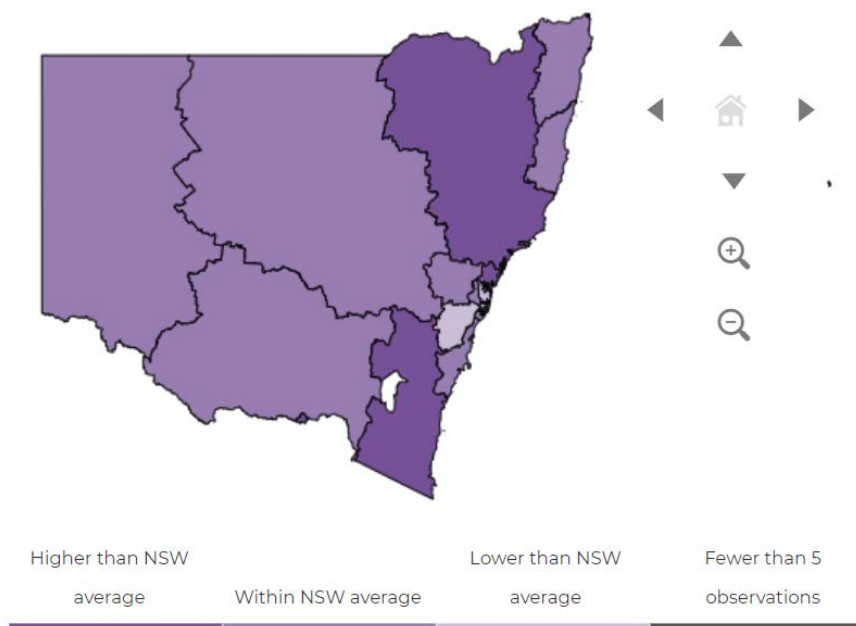 Higher than NSW
average
Within NSW average
Lower than NSW
average
Fewer than 5
observations